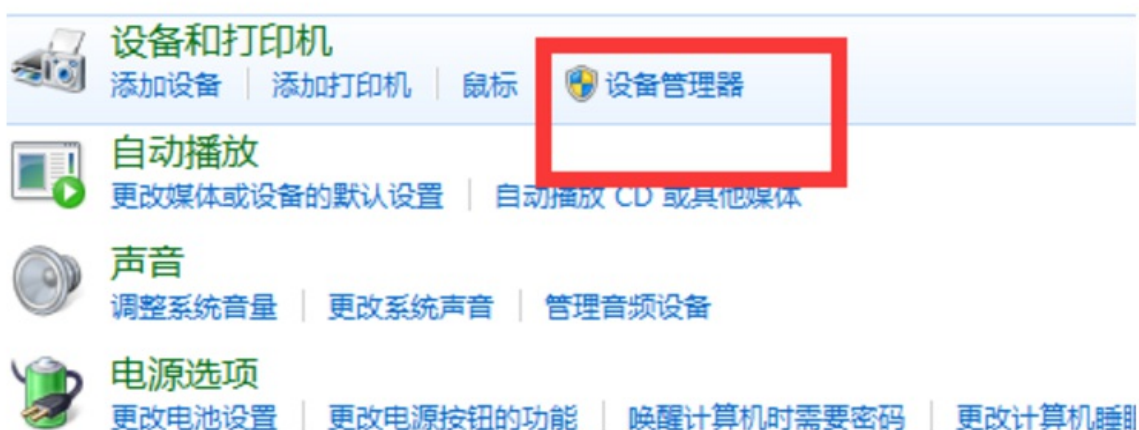 设备和打印机
添加设备 添加打印机 鼠标 设备管理器
自动播放
更改媒体或设备的默认设置 自动播放 CD 或其他媒体
声音
调整系统音量 更改系统声音 管理音频设备
电源选项
更改电池设置 更改电源按钮的功能 唤醒计算机时需要密码 更改计算机睡眠